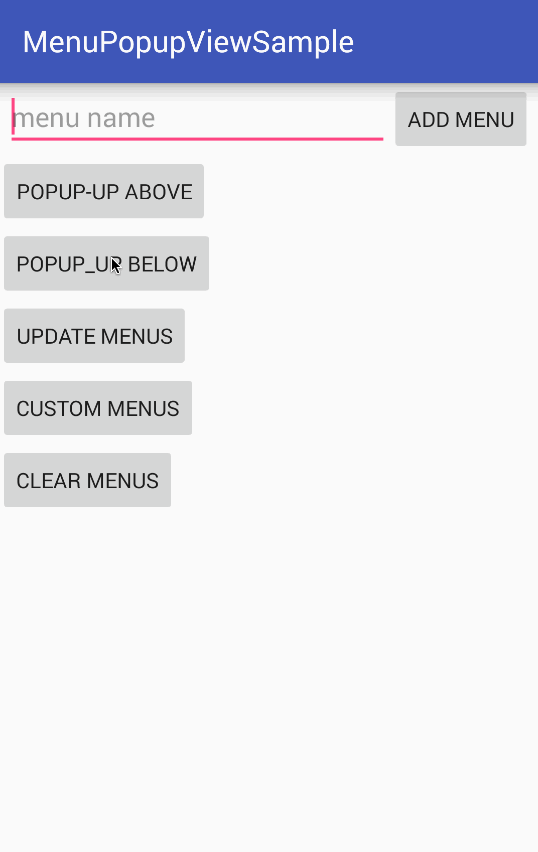 MenuPopupViewSample
menu name
ADD MENU
POPUP-UP ABOVE
POPUP_UP BELOW
UPDATE MENUS
CUSTOM MENUS
CLEAR MENUS